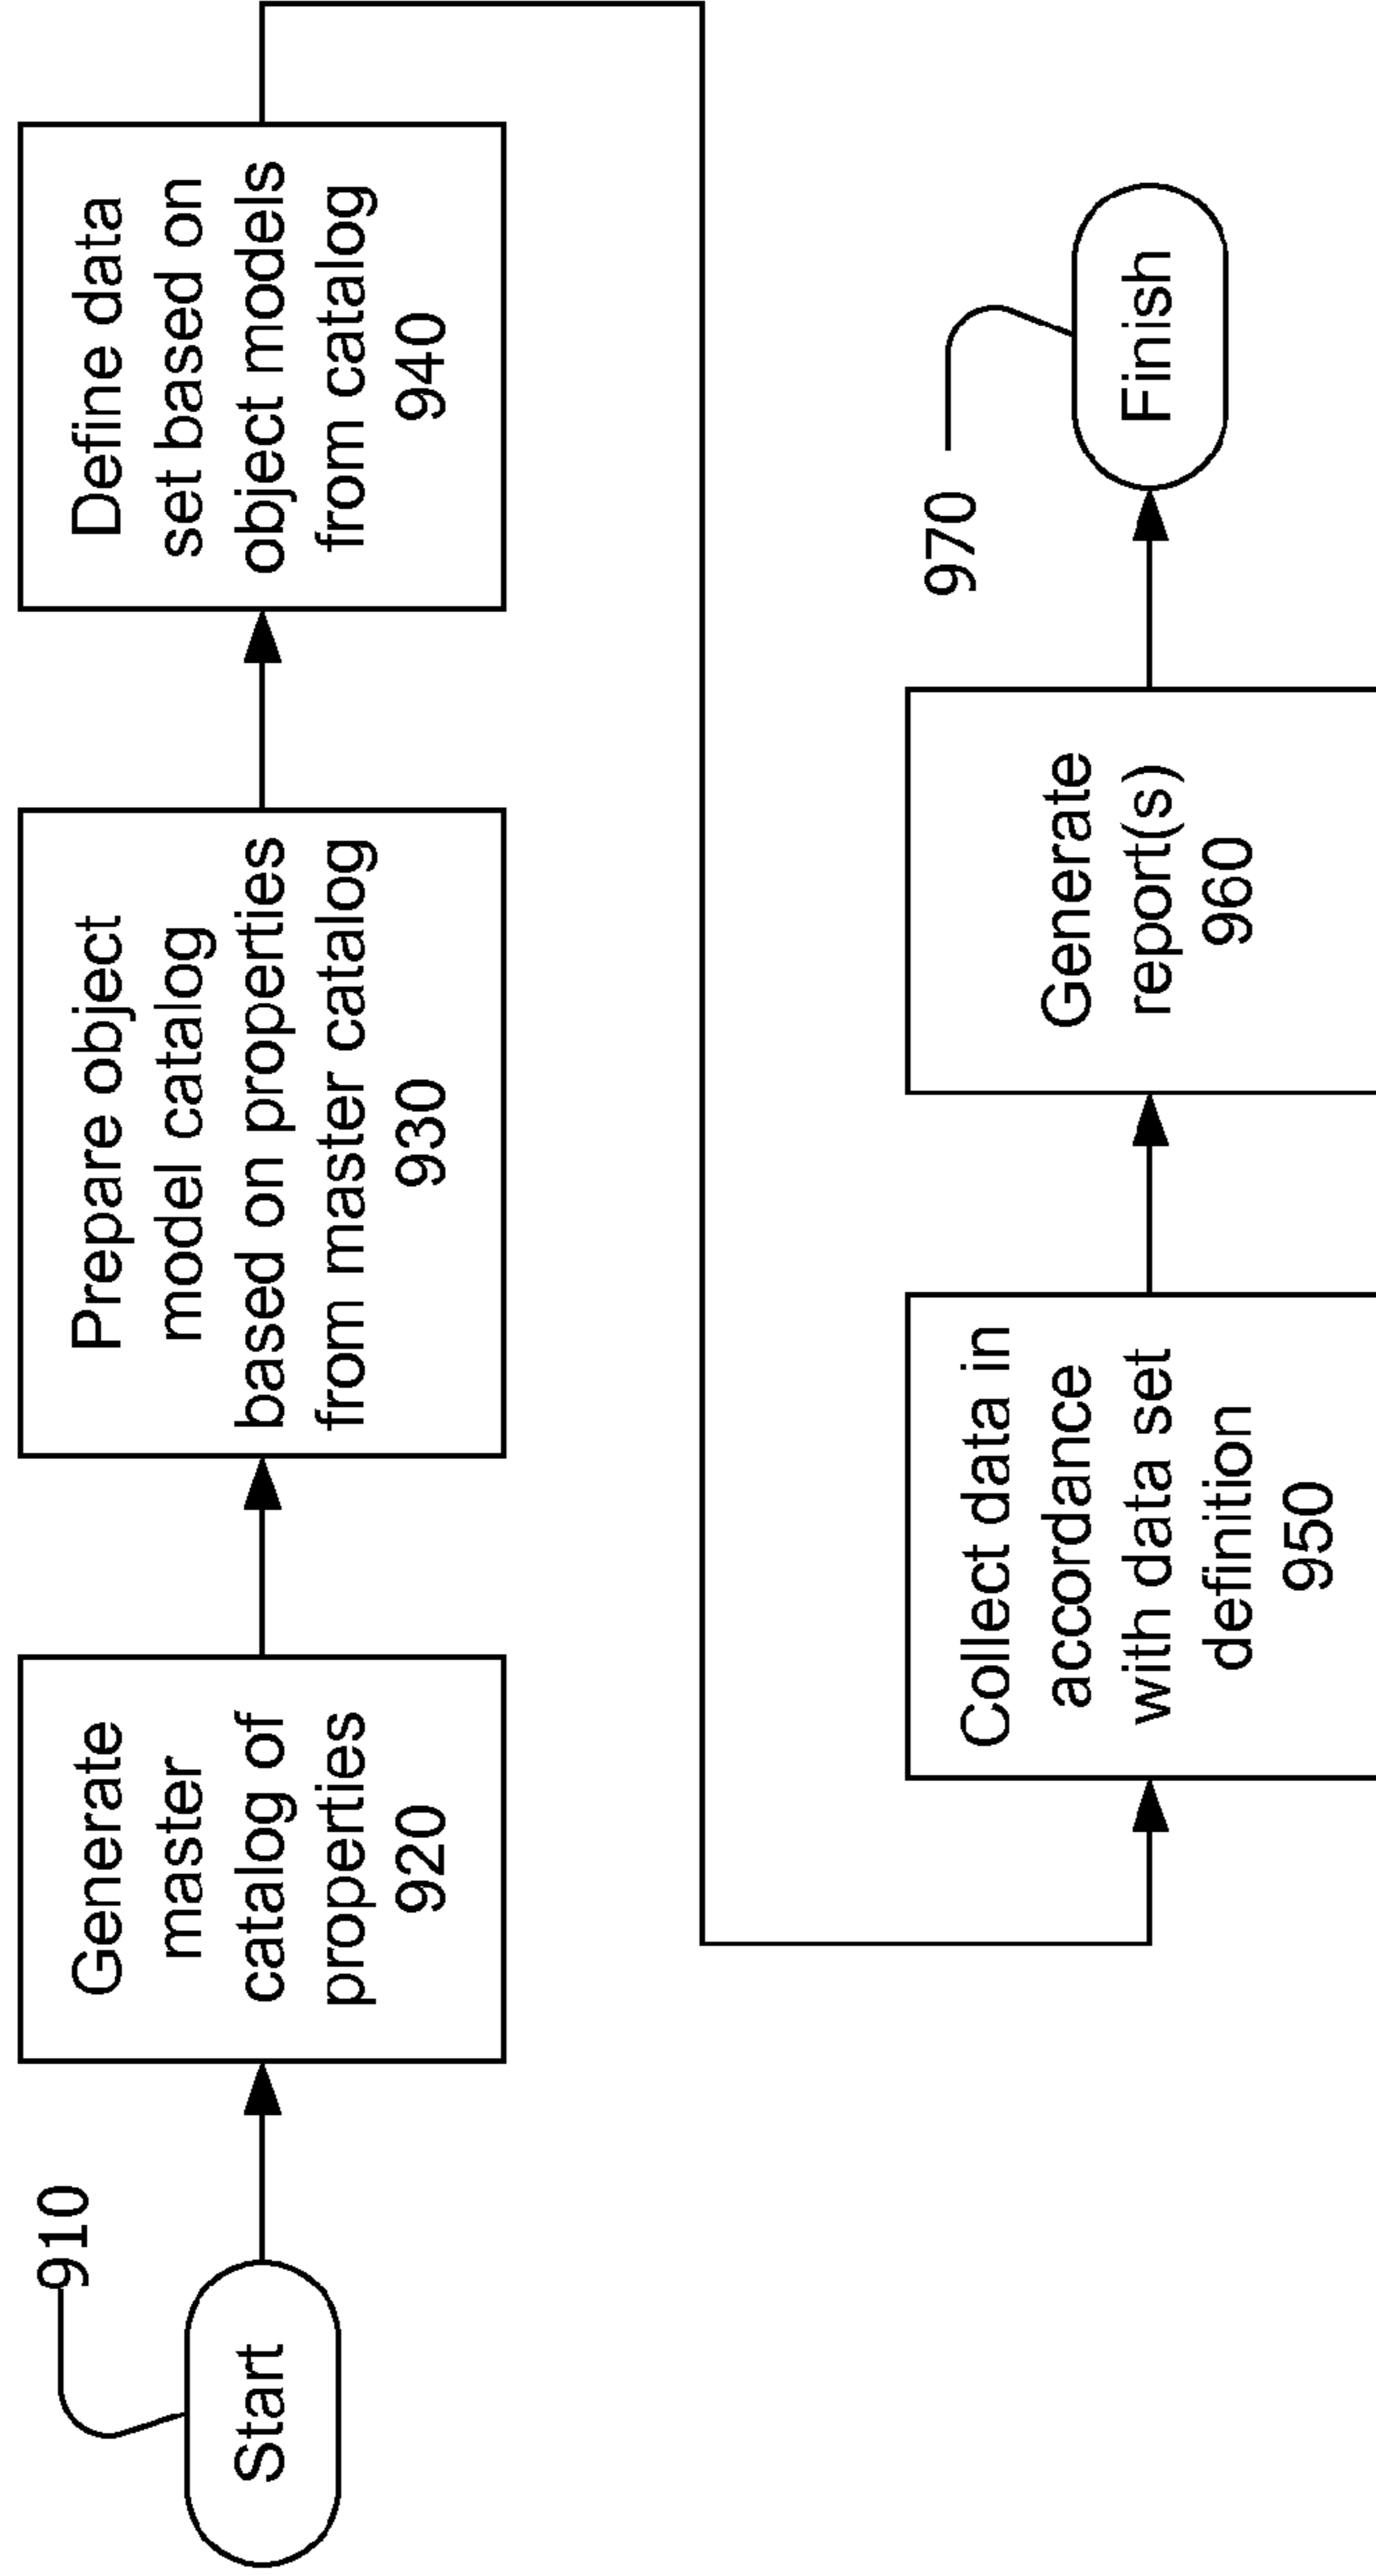 910
Start
Generate
master
catalog of
properties
920
Prepare object
model catalog
based on properties
from master catalog
930
Define data
set based on
object models
from catalog
940
Collect data in
accordance
with data set
definition
950
Generate
report(s)
960
970
Finish